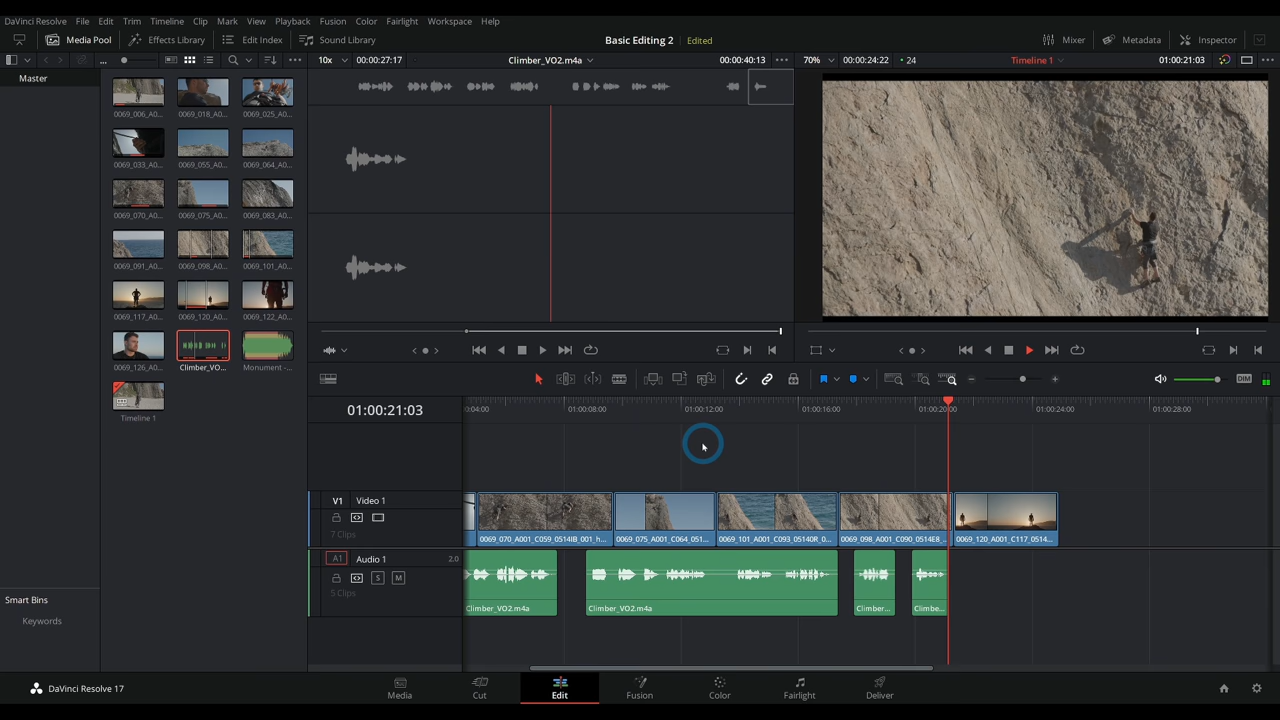 DaVinci Resolve File Edit Trim Timeline Clip Mark View Playback Fusion Color Fairlight Workspace Help
Media Pool Effects Library Edit Index Sound Library Basic Editing 2 Edited Mixer Metadata Inspector
... 10x 00:00:27:17 Climber_VO2.m4a 00:00:40:13 70% 00:00:24:22 24 Timeline 1 01:00:21:03
Master
0069_006_A0... 0069_018_A0... 0069_025_A0...
0069_033_A0... 0069_055_A0... 0069_064_A0...
0069_070_A0... 0069_075_A0... 0069_083_A0...
0069_091_A0... 0069_098_A0... 0069_101_A0...
0069_117_A0... 0069_120_A0... 0069_122_A0...
0069_126_A0... Climber_VO... Monument -...
Timeline 1
DIM
01:00:21:03
0:04:00 01:00:08:00 01:00:12:00 01:00:16:00 01:00:20:00 01:00:24:00 01:00:28:00
V1 Video 1
7 Clips
0069_070_A001_C059_0514IB_001_h... 0069_075_A001_C064_051... 0069_101_A001_C093_05140R_0... 0069_098_A001_C090_0514E8_... 0069_120_A001_C117_0514...
A1 Audio 1 2.0
S M
5 Clips
Climber_VO2.m4a Climber_VO2.m4a Climber... Climbe...
Smart Bins
Keywords
DaVinci Resolve 17 Media Cut Edit Fusion Color Fairlight Deliver